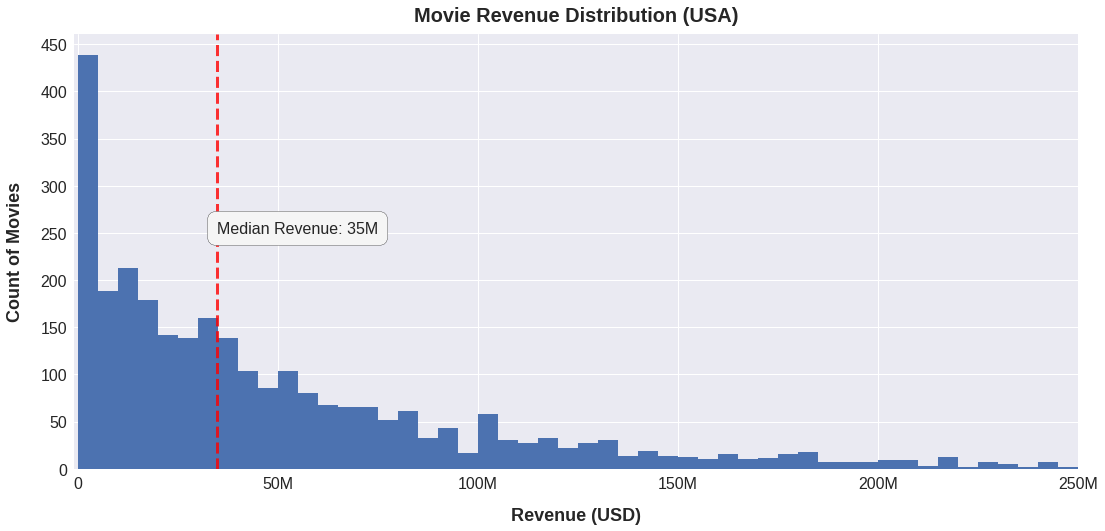 Movie Revenue Distribution (USA)
450
400
350
300
250
200
150
100
50
0
Count of Movies
Median Revenue: 35M
0
50M
100M
150M
200M
250M
Revenue (USD)